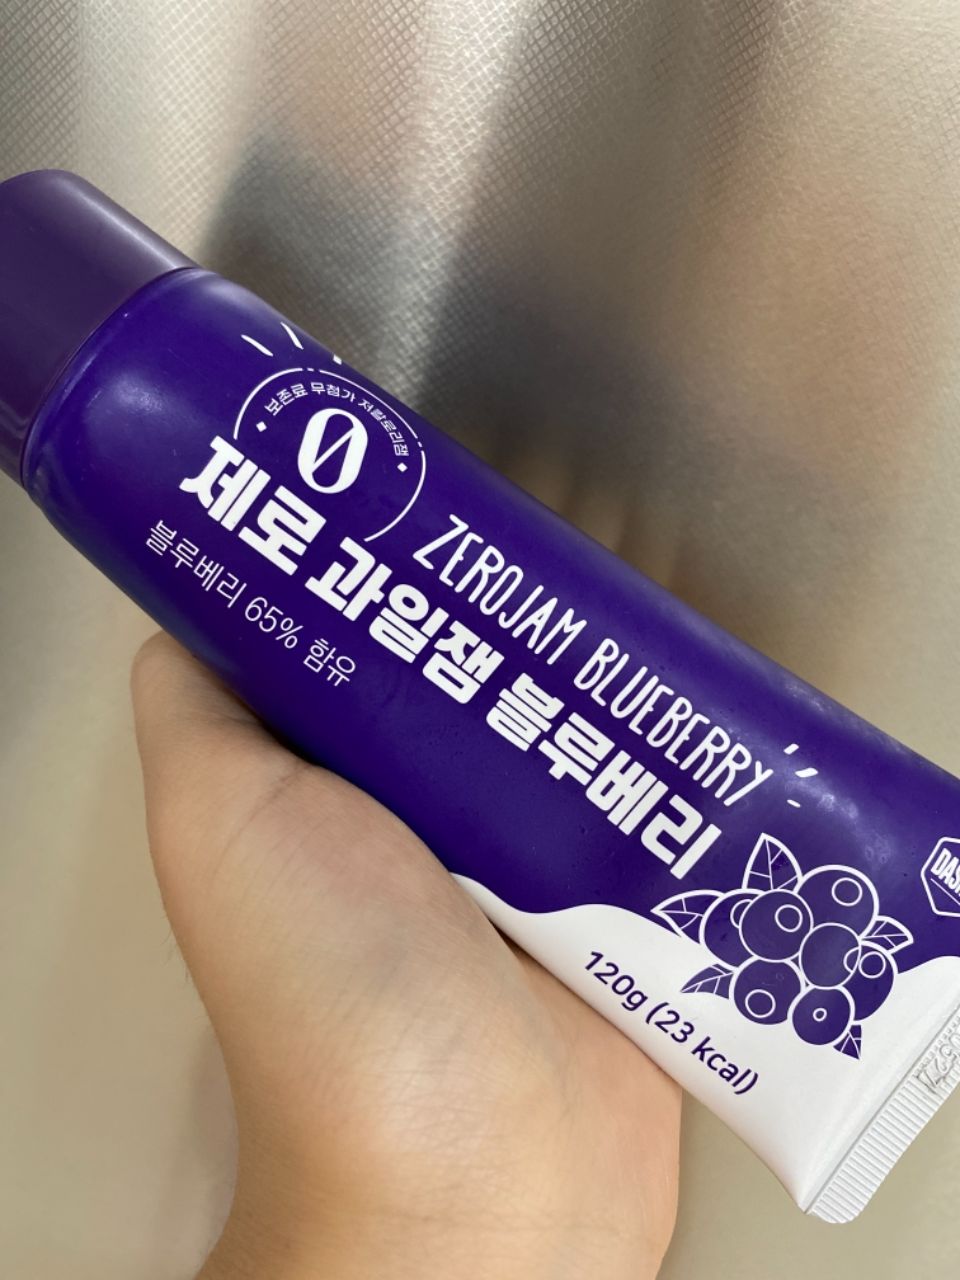 보존료 무첨가 저칼로리잼
0
제로 과일잼 블루베리
ZEROJAM BLUEBERRY
블루베리 65% 함유
120g (23 kcal)